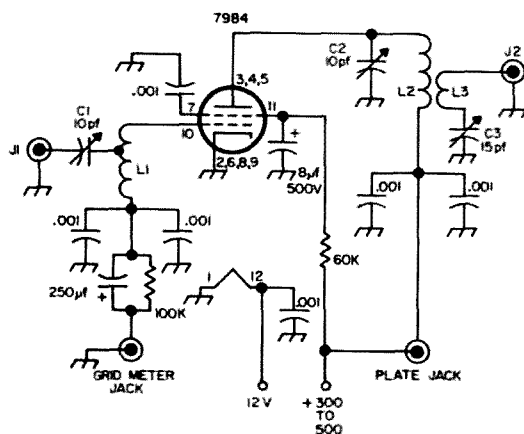 7984
C2
10pf
J2
.001
3,4,5
C1
10pf
7
11
L2
L3
10
J1
+
2,6,8,9
8µf
500V
C3
15pf
L1
.001
.001
.001
.001
60K
250µf
+
100K
1
12
.001
GRID METER
JACK
12V
+300
TO
500
PLATE JACK